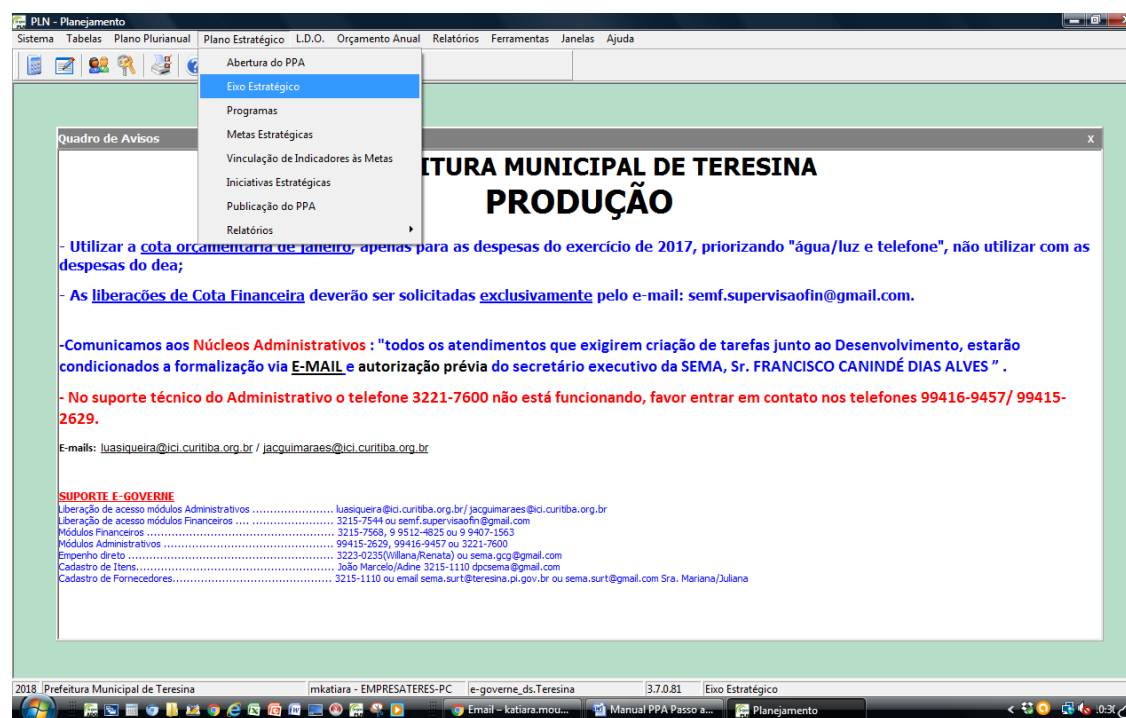 PLN - Planejamento
Sistema Tabelas Plano Plurianual Plano Estratégico L.D.O. Orçamento Anual Relatórios Ferramentas Janelas Ajuda
Abertura do PPA
Eixo Estratégico
Programas
Metas Estratégicas
Vinculação de Indicadores às Metas
Iniciativas Estratégicas
Publicação do PPA
Relatórios
Quadro de Avisos X
ITURA MUNICIPAL DE TERESINA
PRODUÇÃO
- Utilizar a cota orçamentária de janeiro, apenas para as despesas do exercício de 2017, priorizando "água/luz e telefone", não utilizar com as
despesas do dea;
- As liberações de Cota Financeira deverão ser solicitadas exclusivamente pelo e-mail: semf.supervisaofin@gmail.com.
-Comunicamos aos Núcleos Administrativos : "todos os atendimentos que exigirem criação de tarefas junto ao Desenvolvimento, estarão
condicionados a formalização via E-MAIL e autorização prévia do secretário executivo da SEMA, Sr. FRANCISCO CANINDÉ DIAS ALVES " .
- No suporte técnico do Administrativo o telefone 3221-7600 não está funcionando, favor entrar em contato nos telefones 99416-9457/ 99415-
2629.
E-mails: luasiqueira@ici.curitiba.org.br / jacguimaraes@ici.curitiba.org.br
SUPORTE E-GOVERNE
Liberação de acesso módulos Administrativos ....................... luasiqueira@ici.curitiba.org.br/ jacguimaraes@ici.curitiba.org.br
Liberação de acesso módulos Financeiros .... ...................... 3215-7544 ou semf.supervisaofin@gmail.com
Módulos Financeiros ..................................................... 3215-7568, 9 9512-4825 ou 9 9407-1563
Módulos Administrativos ................................................ 99415-2629, 99416-9457 ou 3221-7600
Empenho direto ........................................................... 3223-0235(Willana/Renata) ou sema.gcg@gmail.com
Cadastro de Itens......................................................... João Marcelo/Adine 3215-1110 dpcsema@gmail.com
Cadastro de Fornecedores.............................................. 3215-1110 ou email sema.surt@teresina.pi.gov.br ou sema.surt@gmail.com Sra. Mariana/Juliana
2018 Prefeitura Municipal de Teresina mkatiara - EMPRESATERES-PC e-governe_ds.Teresina 3.7.0.81 Eixo Estratégico
Email – katiara.mou... Manual PPA Passo a... Planejamento